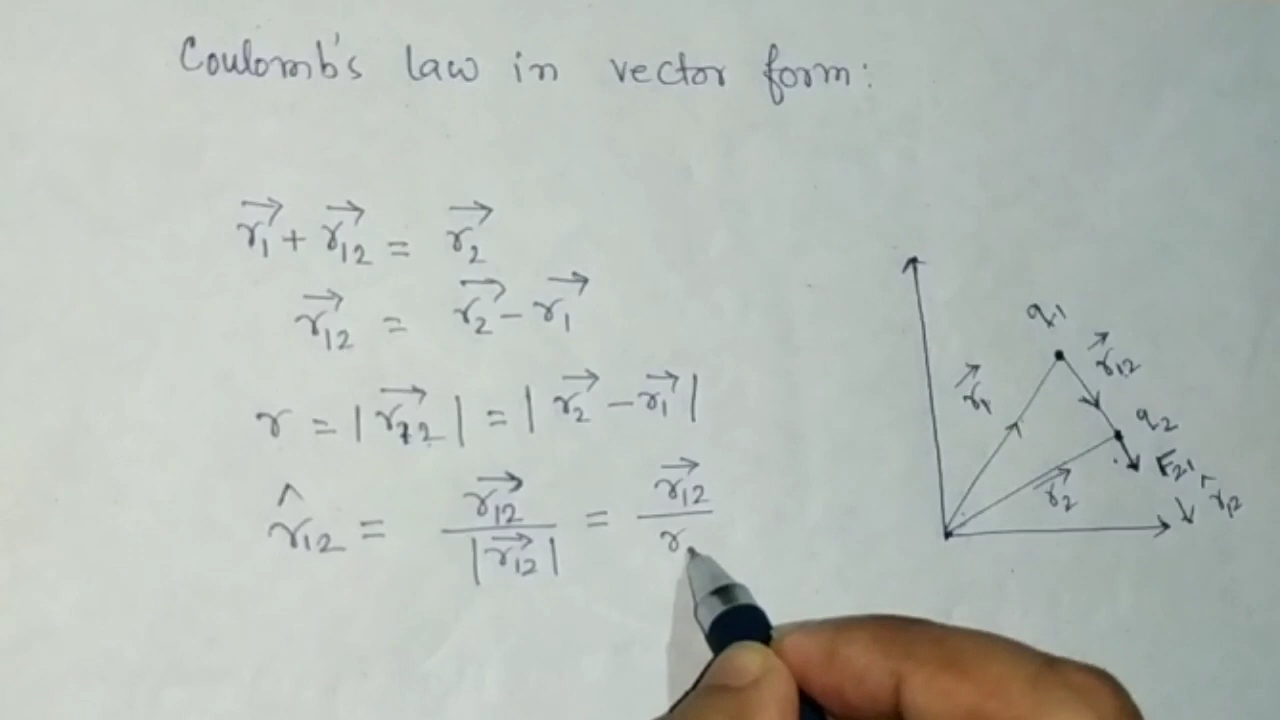 Coulomb's law in vector form:
r⃗₁ + r⃗₁₂ = r⃗₂
r⃗₁₂ = r⃗₂ − r⃗₁
r = |r⃗₁₂| = |r⃗₂ − r⃗₁|
r̂₁₂ = r⃗₁₂ / |r⃗₁₂| = r⃗₁₂ / r
q₁
r⃗₁₂
r⃗₁
q₂
F₂₁
r⃗₂
r̂₁₂